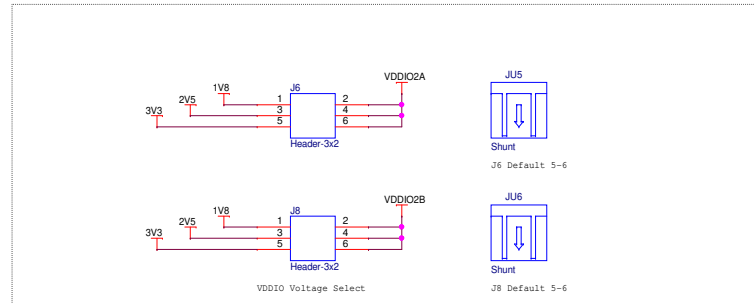 VDDIO2A
JU5
1V8
J6
2V5
1
2
3V3
3
4
5
6
Header-3x2
Shunt
J6 Default 5-6
VDDIO2B
JU6
1V8
J8
2V5
1
2
3V3
3
4
5
6
Header-3x2
Shunt
VDDIO Voltage Select
J8 Default 5-6